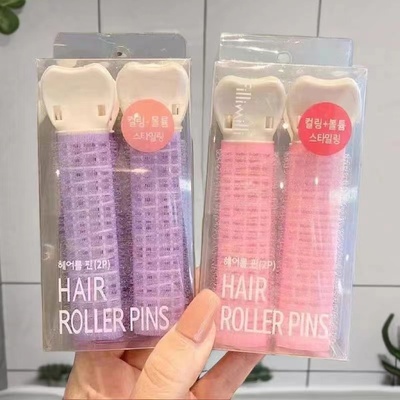 컬링·볼륨
스타일링
헤어롤 핀(2P)
HAIR
ROLLER PINS
fillimilli
컬링+볼륨
스타일링
헤어롤 핀(2P)
HAIR
ROLLER PINS